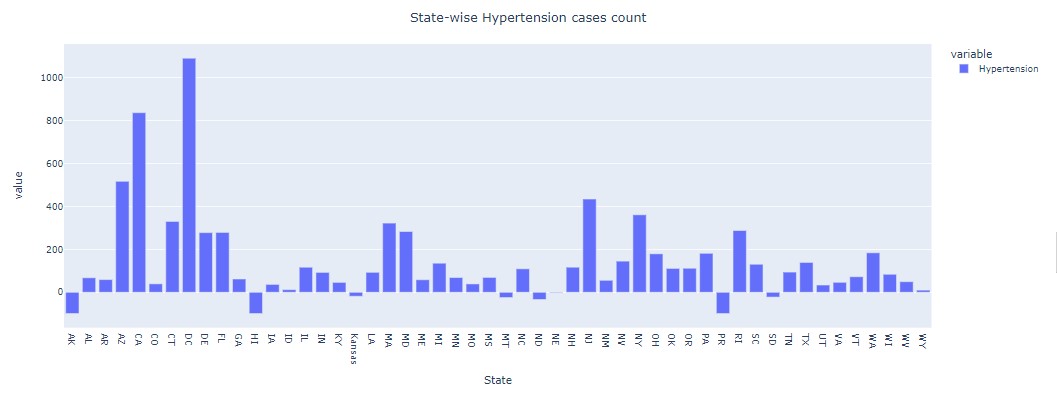 State-wise Hypertension cases count
variable
Hypertension
1000
800
600
400
200
0
value
AK AL AR AZ CA CO CT DC DE FL GA HI IA ID IL IN KY Kansas LA MA MD ME MI MN MO MS MT NC ND NE NH NJ NM NV NY OH OK OR PA PR RI SC SD TN TX UT VA VT WA WI WV WY
State